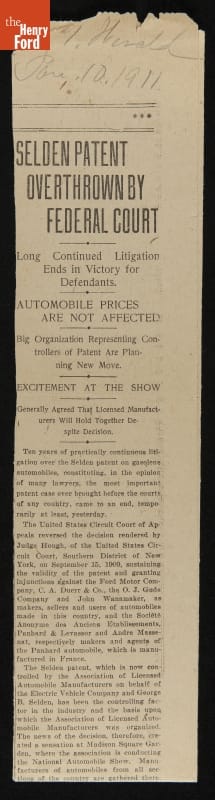 The Henry Ford
Herald
10. 1911
***
SELDEN PATENT
OVERTHROWN BY
FEDERAL COURT
Long Continued Litigation
Ends in Victory for
Defendants.
AUTOMOBILE PRICES
ARE NOT AFFECTED
Big Organization Representing Con-
trollers of Patent Are Plan-
ning New Move.
EXCITEMENT AT THE SHOW
Generally Agreed That Licensed Manufact-
urers Will Hold Together De-
spite Decision.
Ten years of practically continuous liti-
gation over the Selden patent on gasolene
automobiles, constituting, in the opinion
of many lawyers, the most important
patent case ever brought before the courts
of any country, came to an end, temp-
orarily at least, yesterday.
The United States Circuit Court of Ap-
peals reversed the decision rendered by
Judge Hough, of the United States Cir-
cuit Court, Southern District of New
York, on September 15, 1909, sustaining
the validity of the patent and granting
injunctions against the Ford Motor Com-
pany, C. A. Duerr & Co., the O. J. Gude
Company and John Wanamaker, as
makers, sellers and users of automobiles
made in this country, and the Société
Anonyme des Anciens Etablissements,
Panhard & Levassor and Andre Masse-
nat, respectively makers and agents of
the Panhard automobile, which is manu-
factured in France.
The Selden patent, which is now con-
trolled by the Association of Licensed
Automobile Manufacturers on behalf of
the Electric Vehicle Company and George
B. Selden, has been the controlling fac-
tor in the industry and the basis upon
which the Association of Licensed Auto-
mobile Manufacturers was organized.
The news of the decision, therefore, cre-
ated a sensation at Madison Square Gar-
den, where the association is conducting
the National Automobile Show. Manu-
facturers of automobiles from all sec-
tions of the country are gathered there